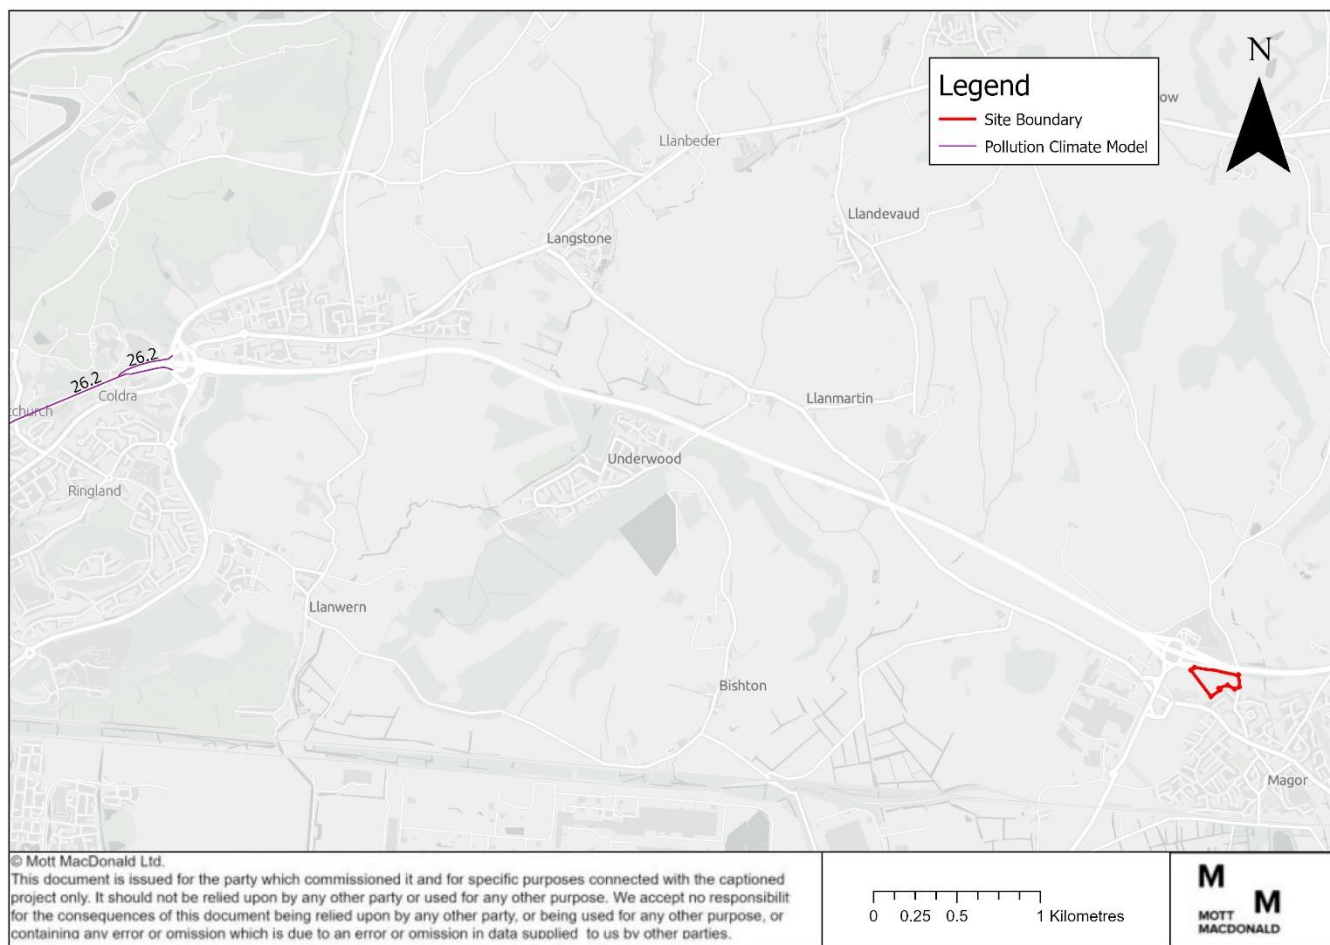 N
Legend
Site Boundary
Pollution Climate Model
ow
Llanbeder
Llandevaud
Langstone
26.2
26.2
Coldra
tchurch
Llanmartin
Underwood
Ringland
Llanwern
Bishton
Magor
© Mott MacDonald Ltd.
This document is issued for the party which commissioned it and for specific purposes connected with the captioned
project only. It should not be relied upon by any other party or used for any other purpose. We accept no responsibilit
for the consequences of this document being relied upon by any other party, or being used for any other purpose, or
containing any error or omission which is due to an error or omission in data supplied to us by other parties.
0 0.25 0.5 1 Kilometres
M
M
MOTT
MACDONALD